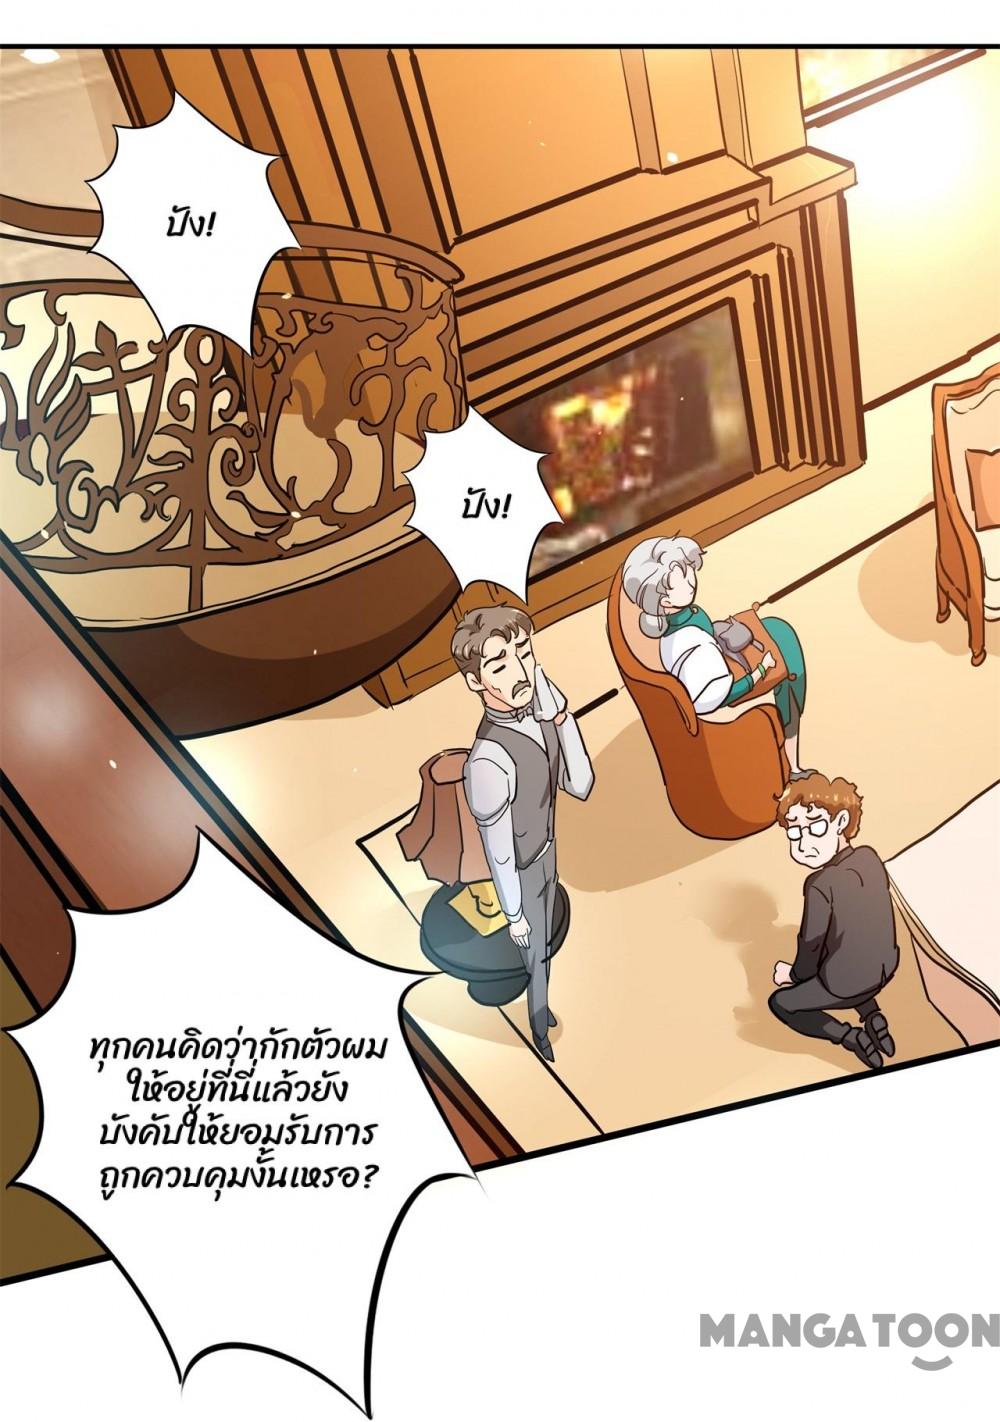 ปัง!
ปัง!
ทุกคนคิดว่ากักตัวผม
ให้อยู่ที่นี่แล้วยัง
บังคับให้ยอมรับการ
ถูกควบคุมงั้นเหรอ?
MANGATOON